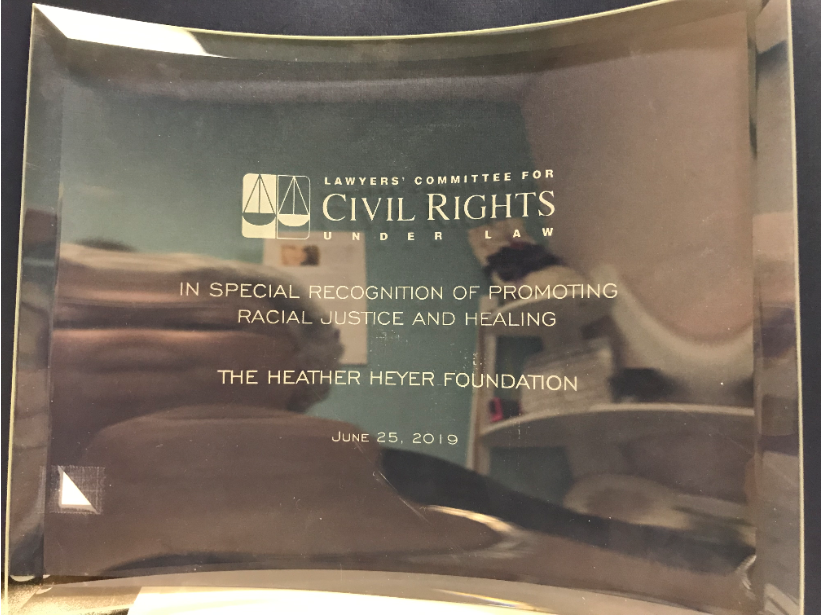 LAWYERS' COMMITTEE FOR
CIVIL RIGHTS
UNDER LAW
IN SPECIAL RECOGNITION OF PROMOTING
RACIAL JUSTICE AND HEALING
THE HEATHER HEYER FOUNDATION
JUNE 25, 2019